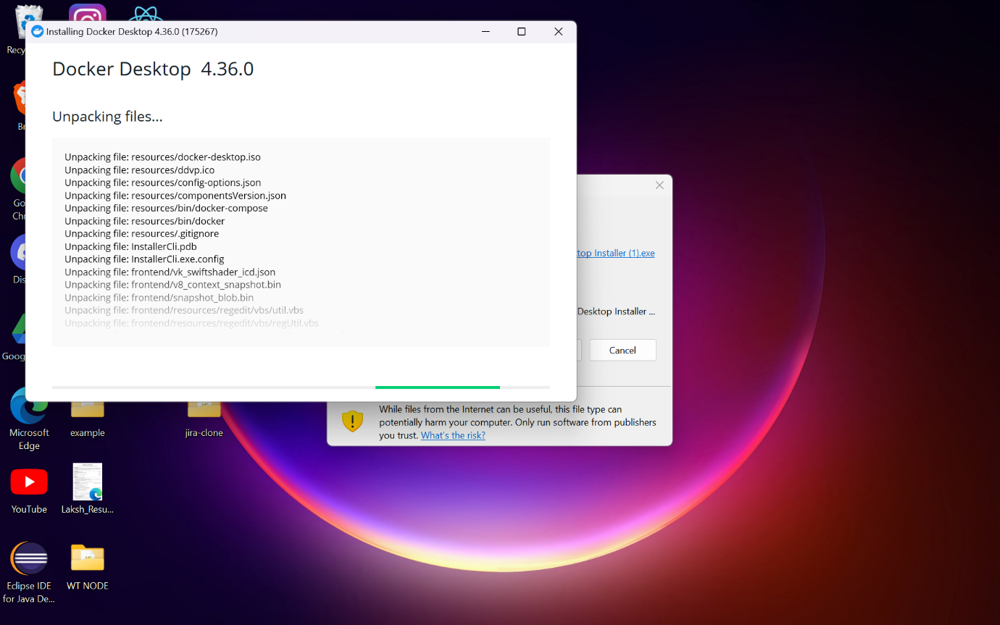 Installing Docker Desktop 4.36.0 (175267)
Docker Desktop 4.36.0
Unpacking files...
Unpacking file: resources/docker-desktop.iso
Unpacking file: resources/ddvp.ico
Unpacking file: resources/config-options.json
Unpacking file: resources/componentsVersion.json
Unpacking file: resources/bin/docker-compose
Unpacking file: resources/bin/docker
Unpacking file: resources/.gitignore
Unpacking file: InstallerCli.pdb
Unpacking file: InstallerCli.exe.config
Unpacking file: frontend/vk_swiftshader_icd.json
Unpacking file: frontend/v8_context_snapshot.bin
Unpacking file: frontend/snapshot_blob.bin
Unpacking file: frontend/resources/regedit/vbs/util.vbs
Unpacking file: frontend/resources/regedit/vbs/regUtil.vbs
top Installer (1).exe
Desktop Installer ...
Cancel
While files from the Internet can be useful, this file type can
potentially harm your computer. Only run software from publishers
you trust. What's the risk?
Recy
Br
Go
Chr
Dis
Goog
Microsoft
Edge
example
jira-clone
YouTube
Laksh_Resu...
Eclipse IDE
for Java De...
WT NODE